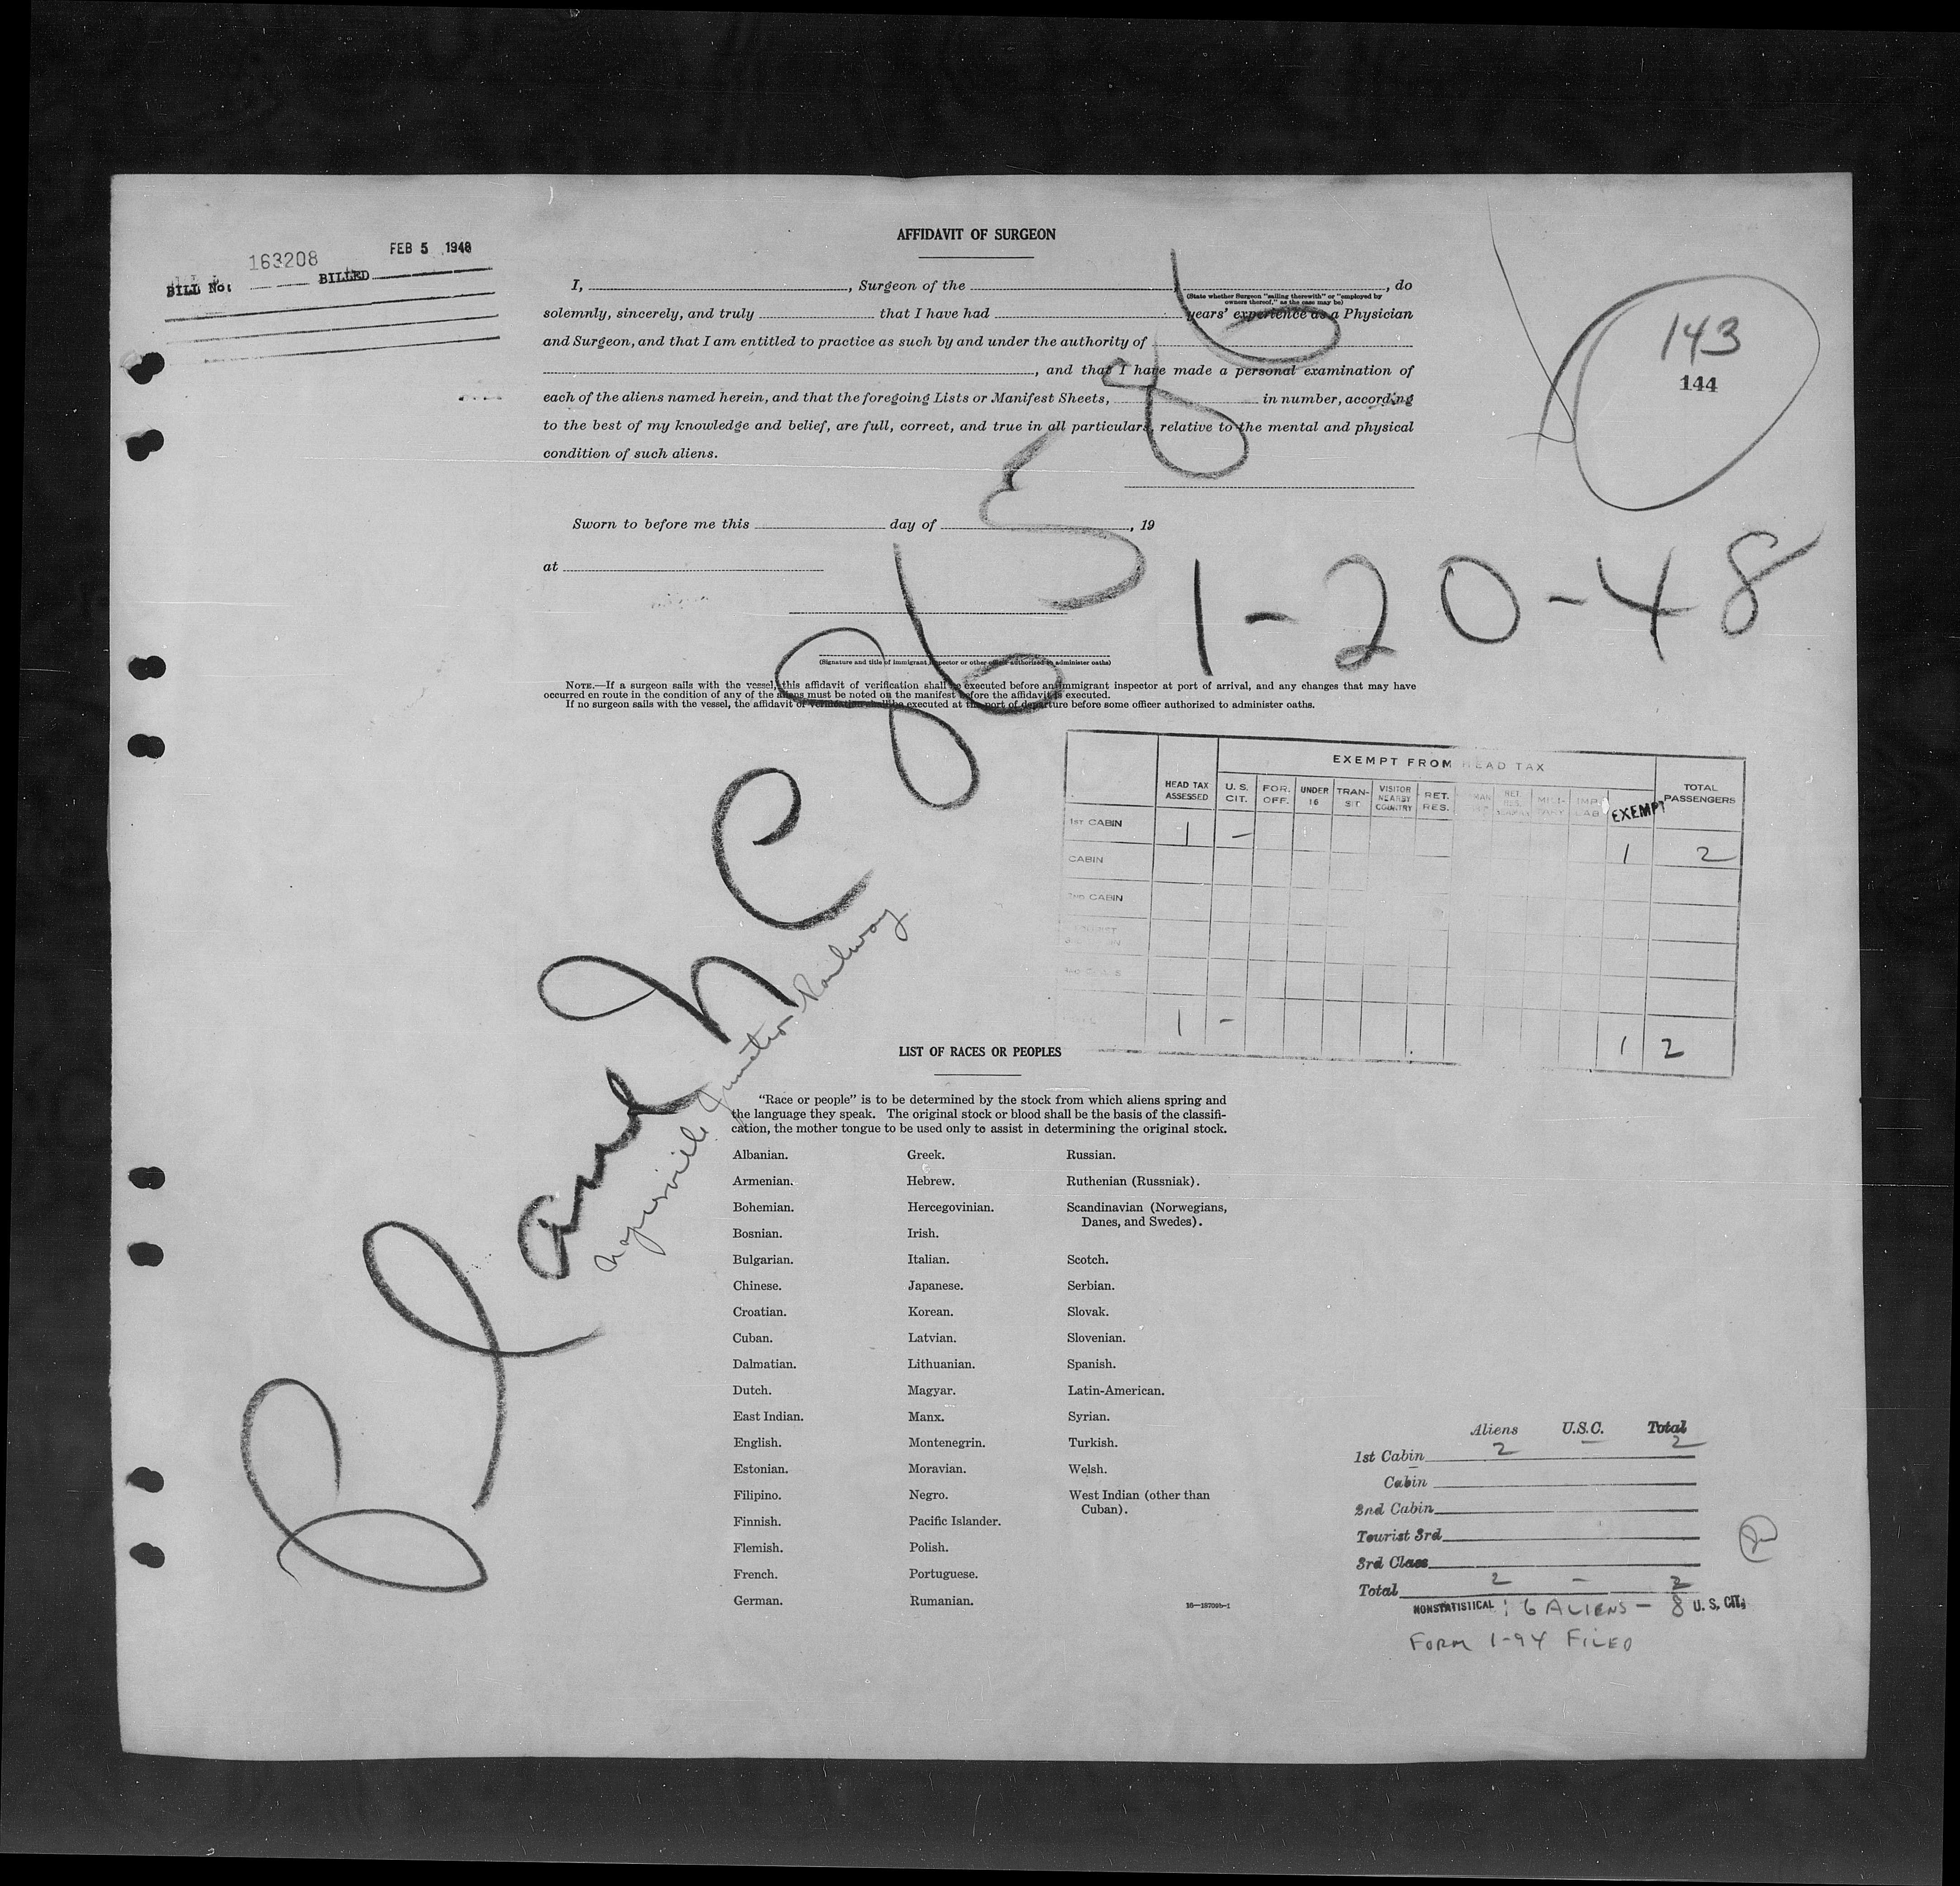 BILL No: 163208 BILLED FEB 5 1948
AFFIDAVIT OF SURGEON
I, , Surgeon of the , do
(State whether Surgeon "sailing therewith" or "employed by
owners thereof," as the case may be)
solemnly, sincerely, and truly that I have had years' experience as a Physician
and Surgeon, and that I am entitled to practice as such by and under the authority of
, and that I have made a personal examination of
each of the aliens named herein, and that the foregoing Lists or Manifest Sheets, in number, according
to the best of my knowledge and belief, are full, correct, and true in all particulars, relative to the mental and physical
condition of such aliens.
143
144
Sworn to before me this day of , 19
at
1-20-48
(Signature and title of immigrant inspector or other officer authorized to administer oaths)
NOTE.—If a surgeon sails with the vessel, this affidavit of verification shall be executed before an immigrant inspector at port of arrival, and any changes that may have
occurred en route in the condition of any of the aliens must be noted on the manifest before the affidavit is executed.
If no surgeon sails with the vessel, the affidavit of verification shall be executed at the port of departure before some officer authorized to administer oaths.
EXEMPT FROM HEAD TAX
HEAD TAX ASSESSED U. S. CIT. FOR. OFF. UNDER 16 TRAN-SIT VISITOR NEARBY COUNTRY RET. RES. EXEMPT TOTAL PASSENGERS
1ST CABIN 1 - 1 2
CABIN
2ND CABIN
1 - 1 2
D and H C 86 5 86
Napierville Junction Railway
LIST OF RACES OR PEOPLES
"Race or people" is to be determined by the stock from which aliens spring and
the language they speak. The original stock or blood shall be the basis of the classifi-
cation, the mother tongue to be used only to assist in determining the original stock.
Albanian. Greek. Russian.
Armenian. Hebrew. Ruthenian (Russniak).
Bohemian. Hercegovinian. Scandinavian (Norwegians,
Danes, and Swedes).
Bosnian. Irish.
Bulgarian. Italian. Scotch.
Chinese. Japanese. Serbian.
Croatian. Korean. Slovak.
Cuban. Latvian. Slovenian.
Dalmatian. Lithuanian. Spanish.
Dutch. Magyar. Latin-American.
East Indian. Manx. Syrian.
English. Montenegrin. Turkish.
Estonian. Moravian. Welsh.
Filipino. Negro. West Indian (other than
Cuban).
Finnish. Pacific Islander.
Flemish. Polish.
French. Portuguese.
German. Rumanian.
16—18709b-1
Aliens U.S.C. Total
1st Cabin 2 - 2
Cabin
2nd Cabin
Tourist 3rd
3rd Class
Total 2 - 2
NONSTATISTICAL : 6 ALIENS - 8 U. S. CIT.
FORM I-94 FILED